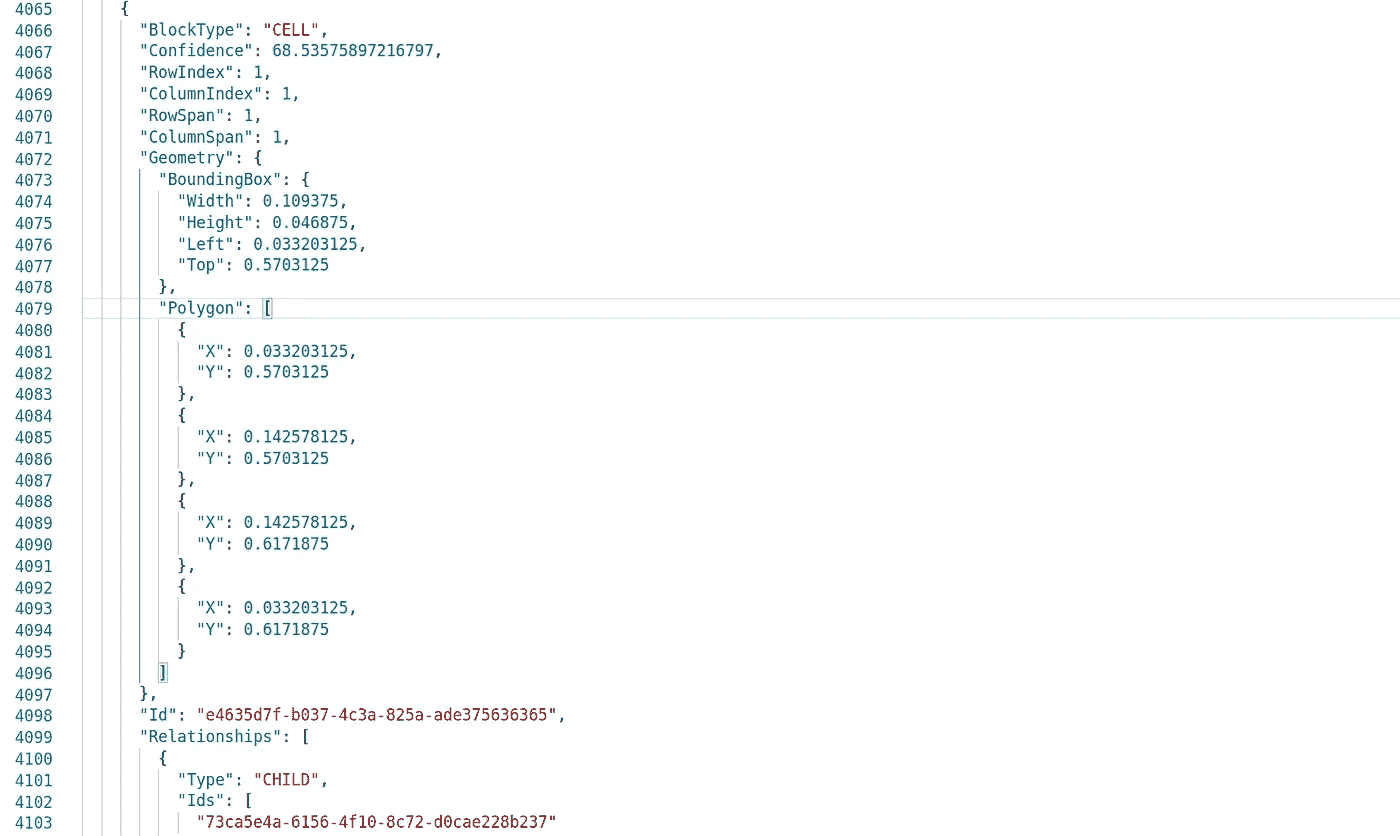 4065 {
4066 "BlockType": "CELL",
4067 "Confidence": 68.53575897216797,
4068 "RowIndex": 1,
4069 "ColumnIndex": 1,
4070 "RowSpan": 1,
4071 "ColumnSpan": 1,
4072 "Geometry": {
4073 "BoundingBox": {
4074 "Width": 0.109375,
4075 "Height": 0.046875,
4076 "Left": 0.033203125,
4077 "Top": 0.5703125
4078 },
4079 "Polygon": [
4080 {
4081 "X": 0.033203125,
4082 "Y": 0.5703125
4083 },
4084 {
4085 "X": 0.142578125,
4086 "Y": 0.5703125
4087 },
4088 {
4089 "X": 0.142578125,
4090 "Y": 0.6171875
4091 },
4092 {
4093 "X": 0.033203125,
4094 "Y": 0.6171875
4095 }
4096 ]
4097 },
4098 "Id": "e4635d7f-b037-4c3a-825a-ade375636365",
4099 "Relationships": [
4100 {
4101 "Type": "CHILD",
4102 "Ids": [
4103 "73ca5e4a-6156-4f10-8c72-d0cae228b237"